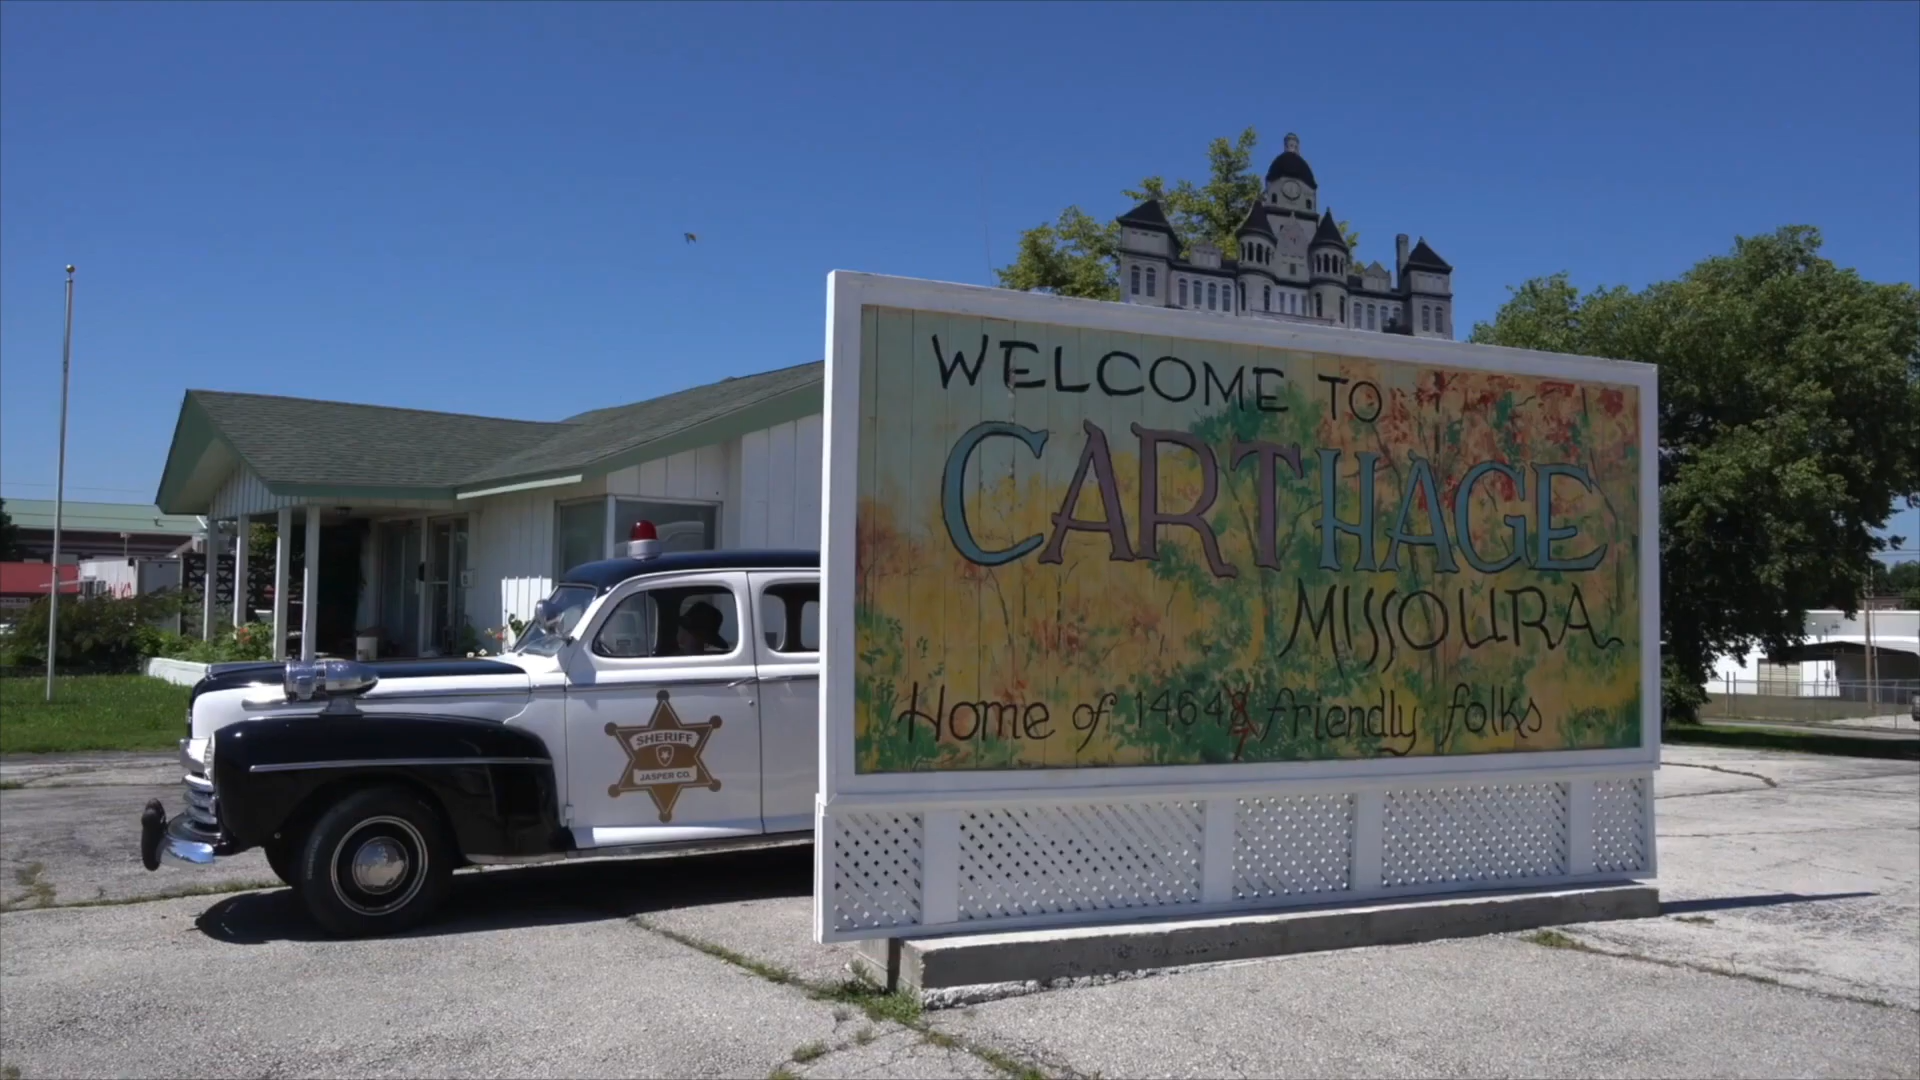 WELCOME TO
CARTHAGE
MISSOURA
Home of 1464 friendly folks
SHERIFF
JASPER CO.